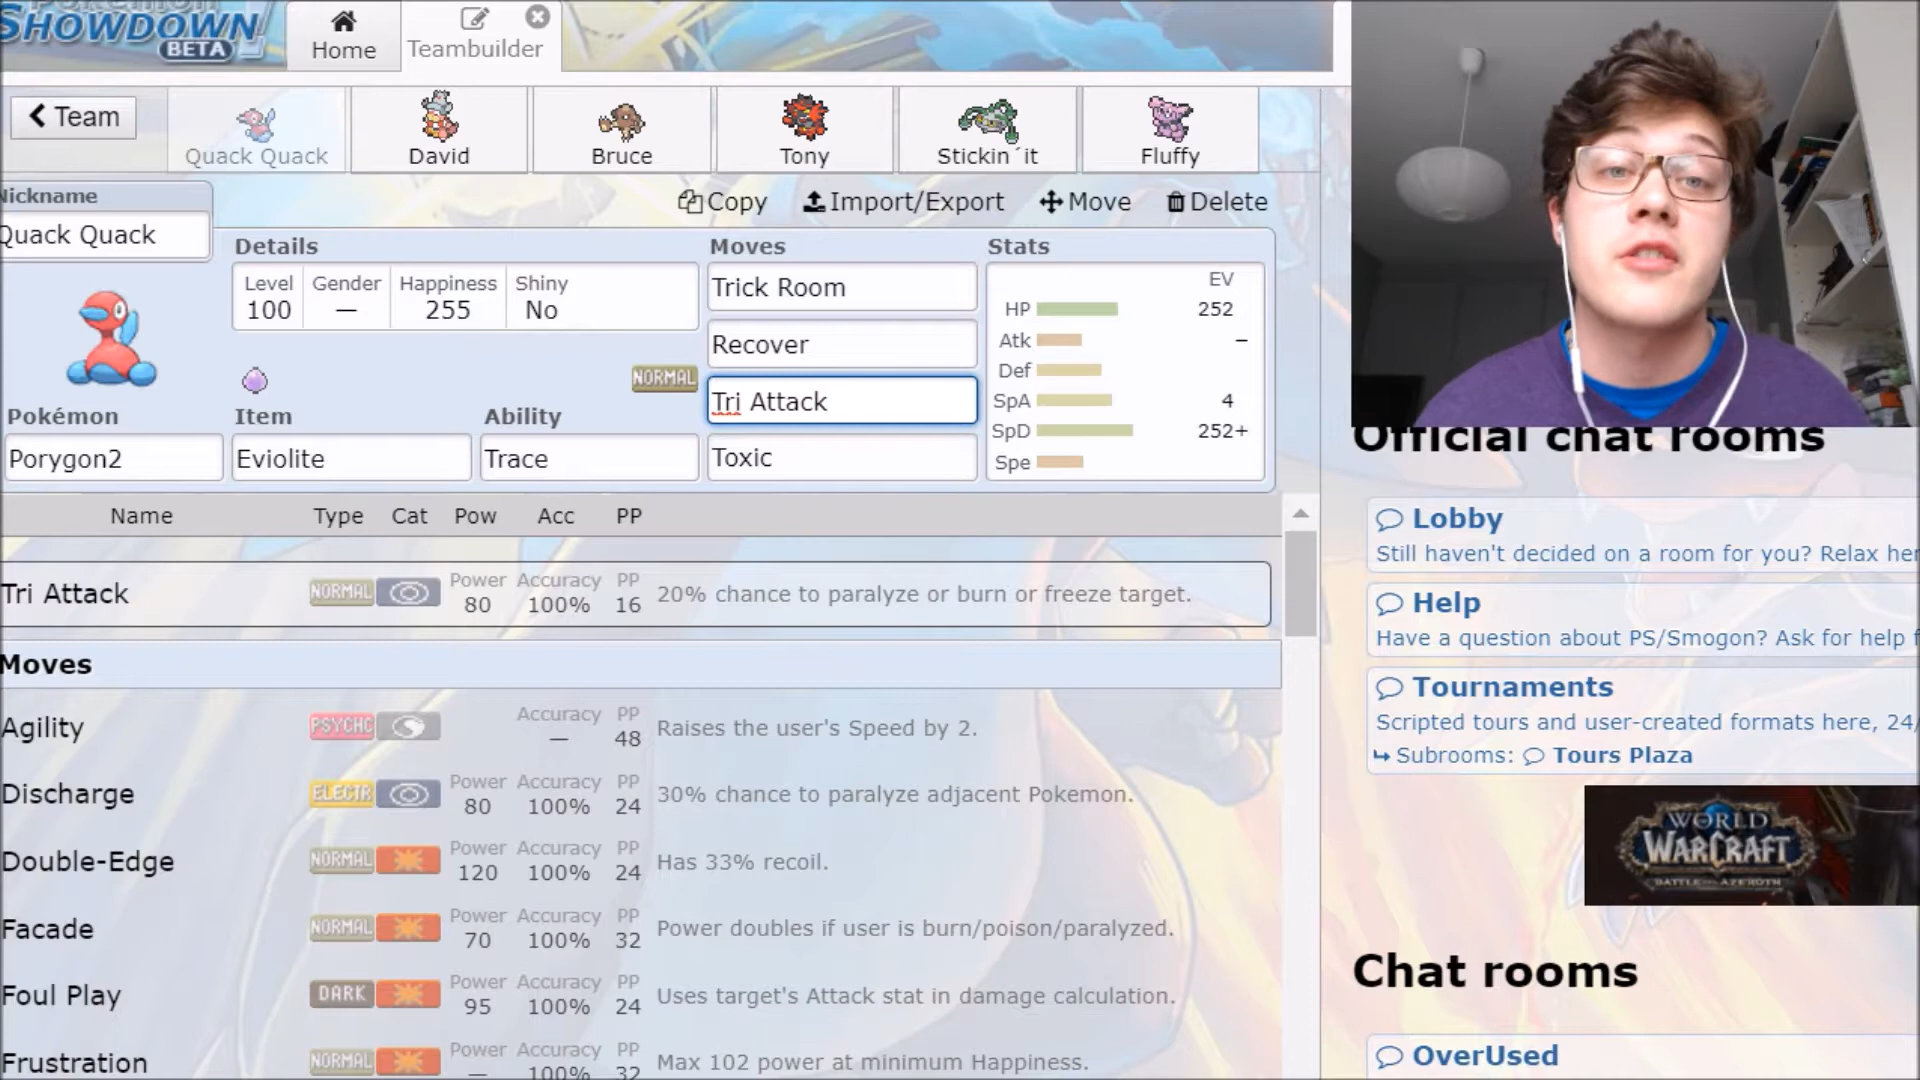 Pokémon
SHOWDOWN
BETA
Home
Teambuilder
Team
Quack Quack
David
Bruce
Tony
Stickin´it
Fluffy
Copy
Import/Export
Move
Delete
Nickname
Quack Quack
Details
Level Gender Happiness Shiny
100 — 255 No
NORMAL
Pokémon Item Ability
Porygon2 Eviolite Trace
Moves
Trick Room
Recover
Tri Attack
Toxic
Stats
EV
HP 252
Atk –
Def
SpA 4
SpD 252+
Spe
Name Type Cat Pow Acc PP
Tri Attack NORMAL Power 80 Accuracy 100% PP 16 20% chance to paralyze or burn or freeze target.
Moves
Agility PSYCHC Accuracy — PP 48 Raises the user's Speed by 2.
Discharge ELECTR Power 80 Accuracy 100% PP 24 30% chance to paralyze adjacent Pokemon.
Double-Edge NORMAL Power 120 Accuracy 100% PP 24 Has 33% recoil.
Facade NORMAL Power 70 Accuracy 100% PP 32 Power doubles if user is burn/poison/paralyzed.
Foul Play DARK Power 95 Accuracy 100% PP 24 Uses target's Attack stat in damage calculation.
Frustration NORMAL Power — Accuracy 100% PP 32 Max 102 power at minimum Happiness.
Official chat rooms
Lobby
Still haven't decided on a room for you? Relax her
Help
Have a question about PS/Smogon? Ask for help f
Tournaments
Scripted tours and user-created formats here, 24/
Subrooms: Tours Plaza
WORLD
WARCRAFT
BATTLE FOR AZEROTH
Chat rooms
OverUsed